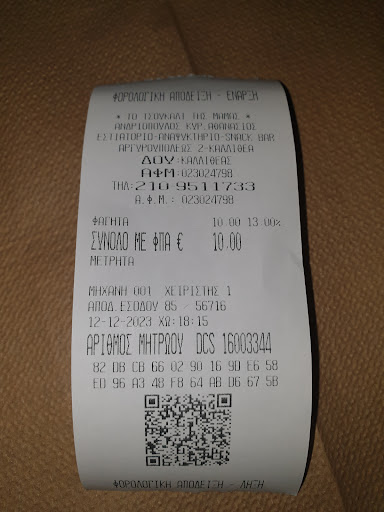 ΦΟΡΟΛΟΓΙΚΗ ΑΠΟΔΕΙΞΗ - ΕΝΑΡΞΗ
* ΤΟ ΤΣΟΥΚΑΛΙ ΤΗΣ ΜΑΜΑΣ *
ΑΝΔΡΙΟΠΟΥΛΟΣ ΚΥΡ.ΑΘΑΝΑΣΙΟΣ
ΕΣΤΙΑΤΟΡΙΟ-ΑΝΑΨΥΚΤΗΡΙΟ-SNACK BAR
ΑΡΓΥΡΟΥΠΟΛΕΩΣ 2-ΚΑΛΛΙΘΕΑ
ΔΟΥ:ΚΑΛΛΙΘΕΑΣ
ΑΦΜ:023024798
ΤΗΛ:210-9511733
Α.Φ.Μ.: 023024798
ΦΑΓΗΤΑ 10.00 13.00%
ΣΥΝΟΛΟ ΜΕ ΦΠΑ € 10.00
ΜΕΤΡΗΤΑ
ΜΗΧΑΝΗ 001 ΧΕΙΡΙΣΤΗΣ 1
ΑΠΟΔ.ΕΣΟΔΟΥ 85 / 56716
12-12-2023 ΧΩ:18:15
ΑΡΙΘΜΟΣ ΜΗΤΡΩΟΥ DCS 16003344
82 DB CB 66 02 90 16 9D E6 58
ED 96 A3 48 F8 64 AB D6 67 5B
ΦΟΡΟΛΟΓΙΚΗ ΑΠΟΔΕΙΞΗ - ΛΗΞΗ